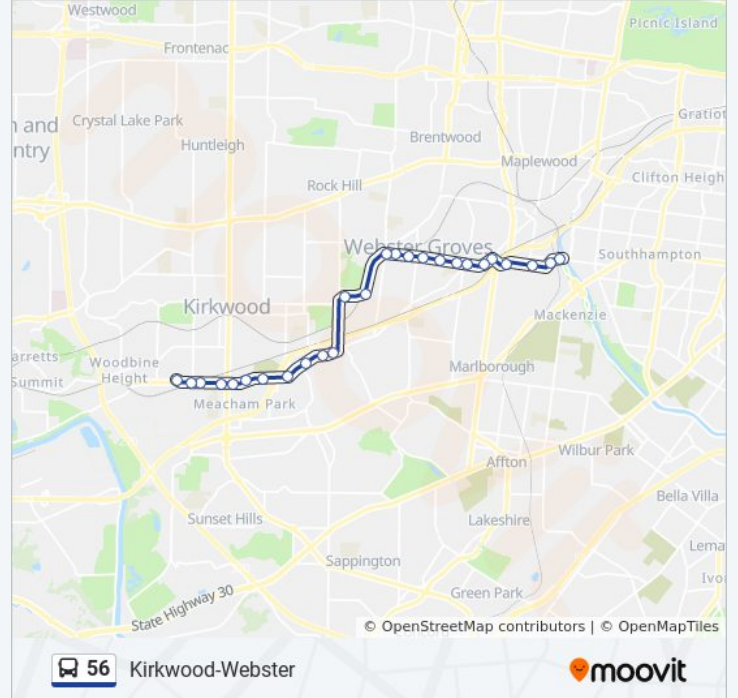 Westwood
Picnic Island
Frontenac
Gratiot
Crystal Lake Park
n and
ntry
Huntleigh
Brentwood
Maplewood
Clifton Heigh
Rock Hill
Webster Groves
Southhampton
Kirkwood
Mackenzie
arretts
Summit
Woodbine
Height
Marlborough
Meacham Park
Affton
Wilbur Park
Bella Villa
Sunset Hills
Lakeshire
Lema
Sappington
Ivo
State Highway 30
Green Park
© OpenStreetMap contributors | © OpenMapTiles
56 Kirkwood-Webster
moovit